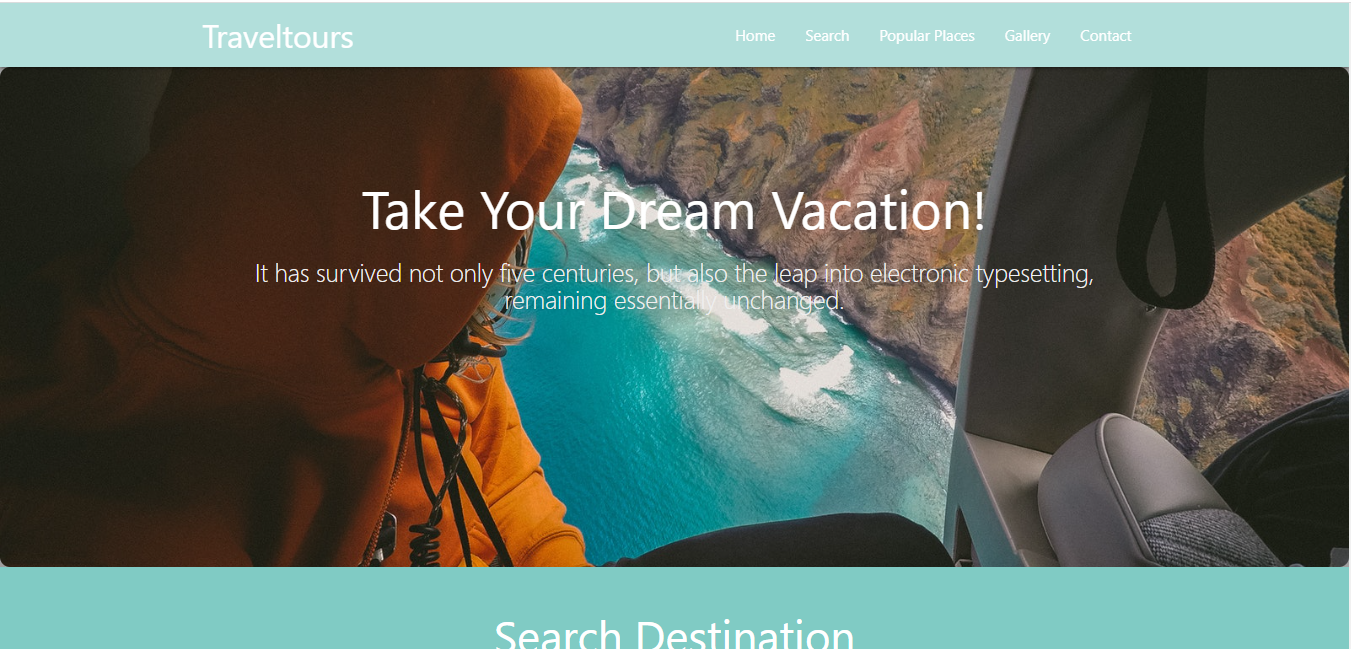 Traveltours
Home Search Popular Places Gallery Contact
Take Your Dream Vacation!
It has survived not only five centuries, but also the leap into electronic typesetting,
remaining essentially unchanged.
Search Destination